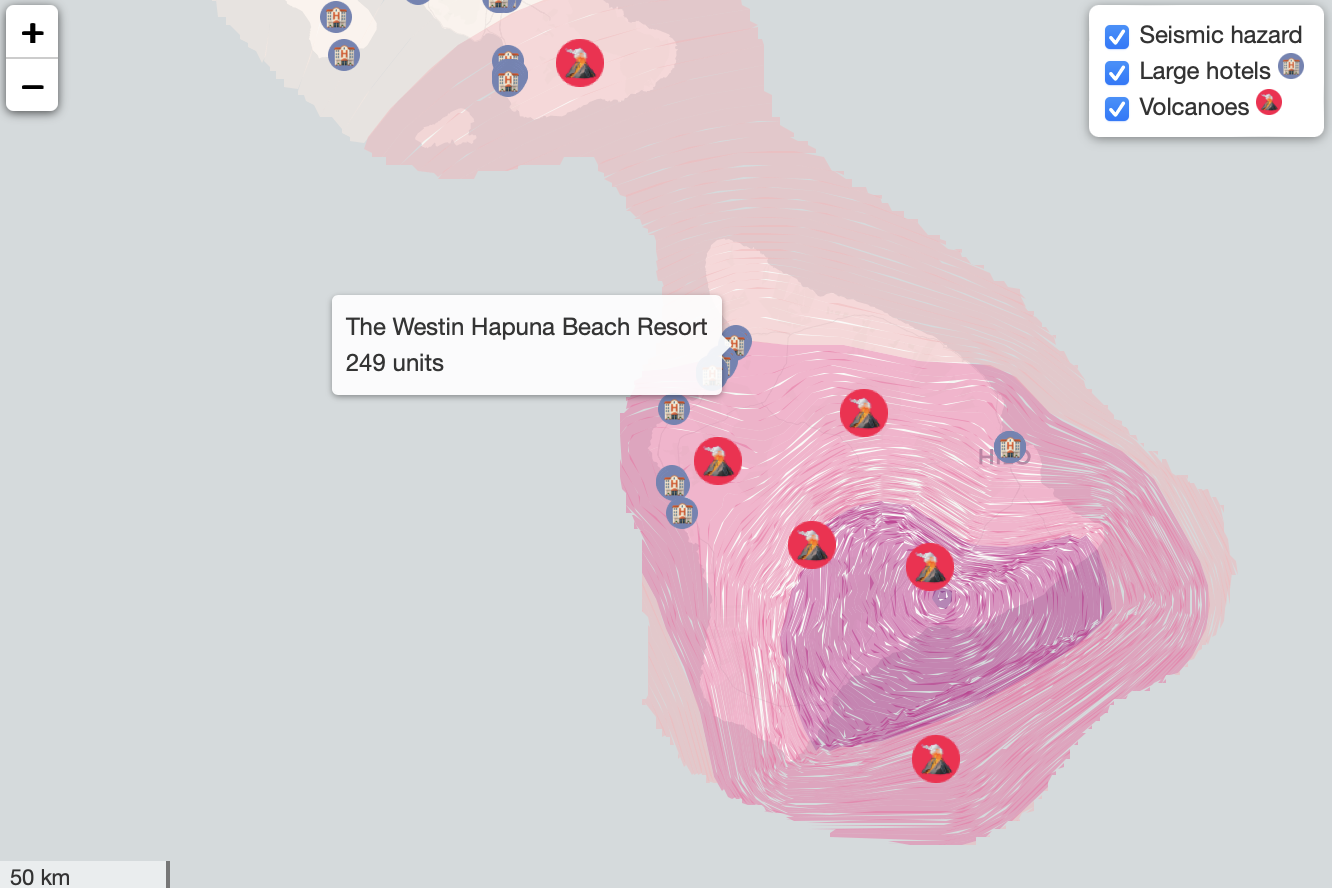 +
−
Seismic hazard
Large hotels
Volcanoes
The Westin Hapuna Beach Resort
249 units
50 km